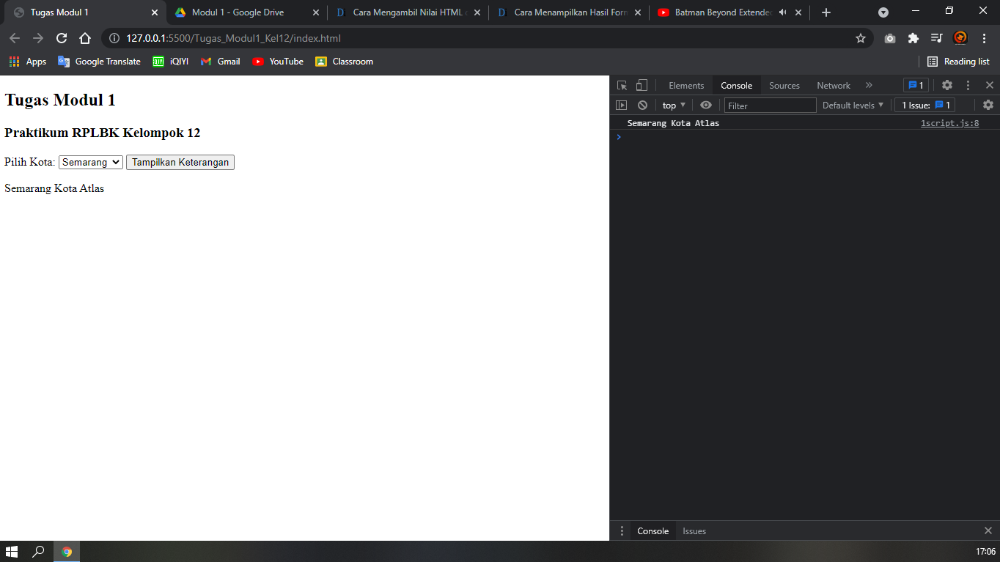 Tugas Modul 1
Modul 1 - Google Drive
Cara Mengambil Nilai HTML
Cara Menampilkan Hasil Form
Batman Beyond Extended
127.0.0.1:5500/Tugas_Modul1_Kel12/index.html
Apps Google Translate iQIYI Gmail YouTube Classroom Reading list
Tugas Modul 1
Praktikum RPLBK Kelompok 12
Pilih Kota: Semarang Tampilkan Keterangan
Semarang Kota Atlas
Elements Console Sources Network » 1
top Filter Default levels 1 Issue: 1
Semarang Kota Atlas 1script.js:8
Console Issues
17:06